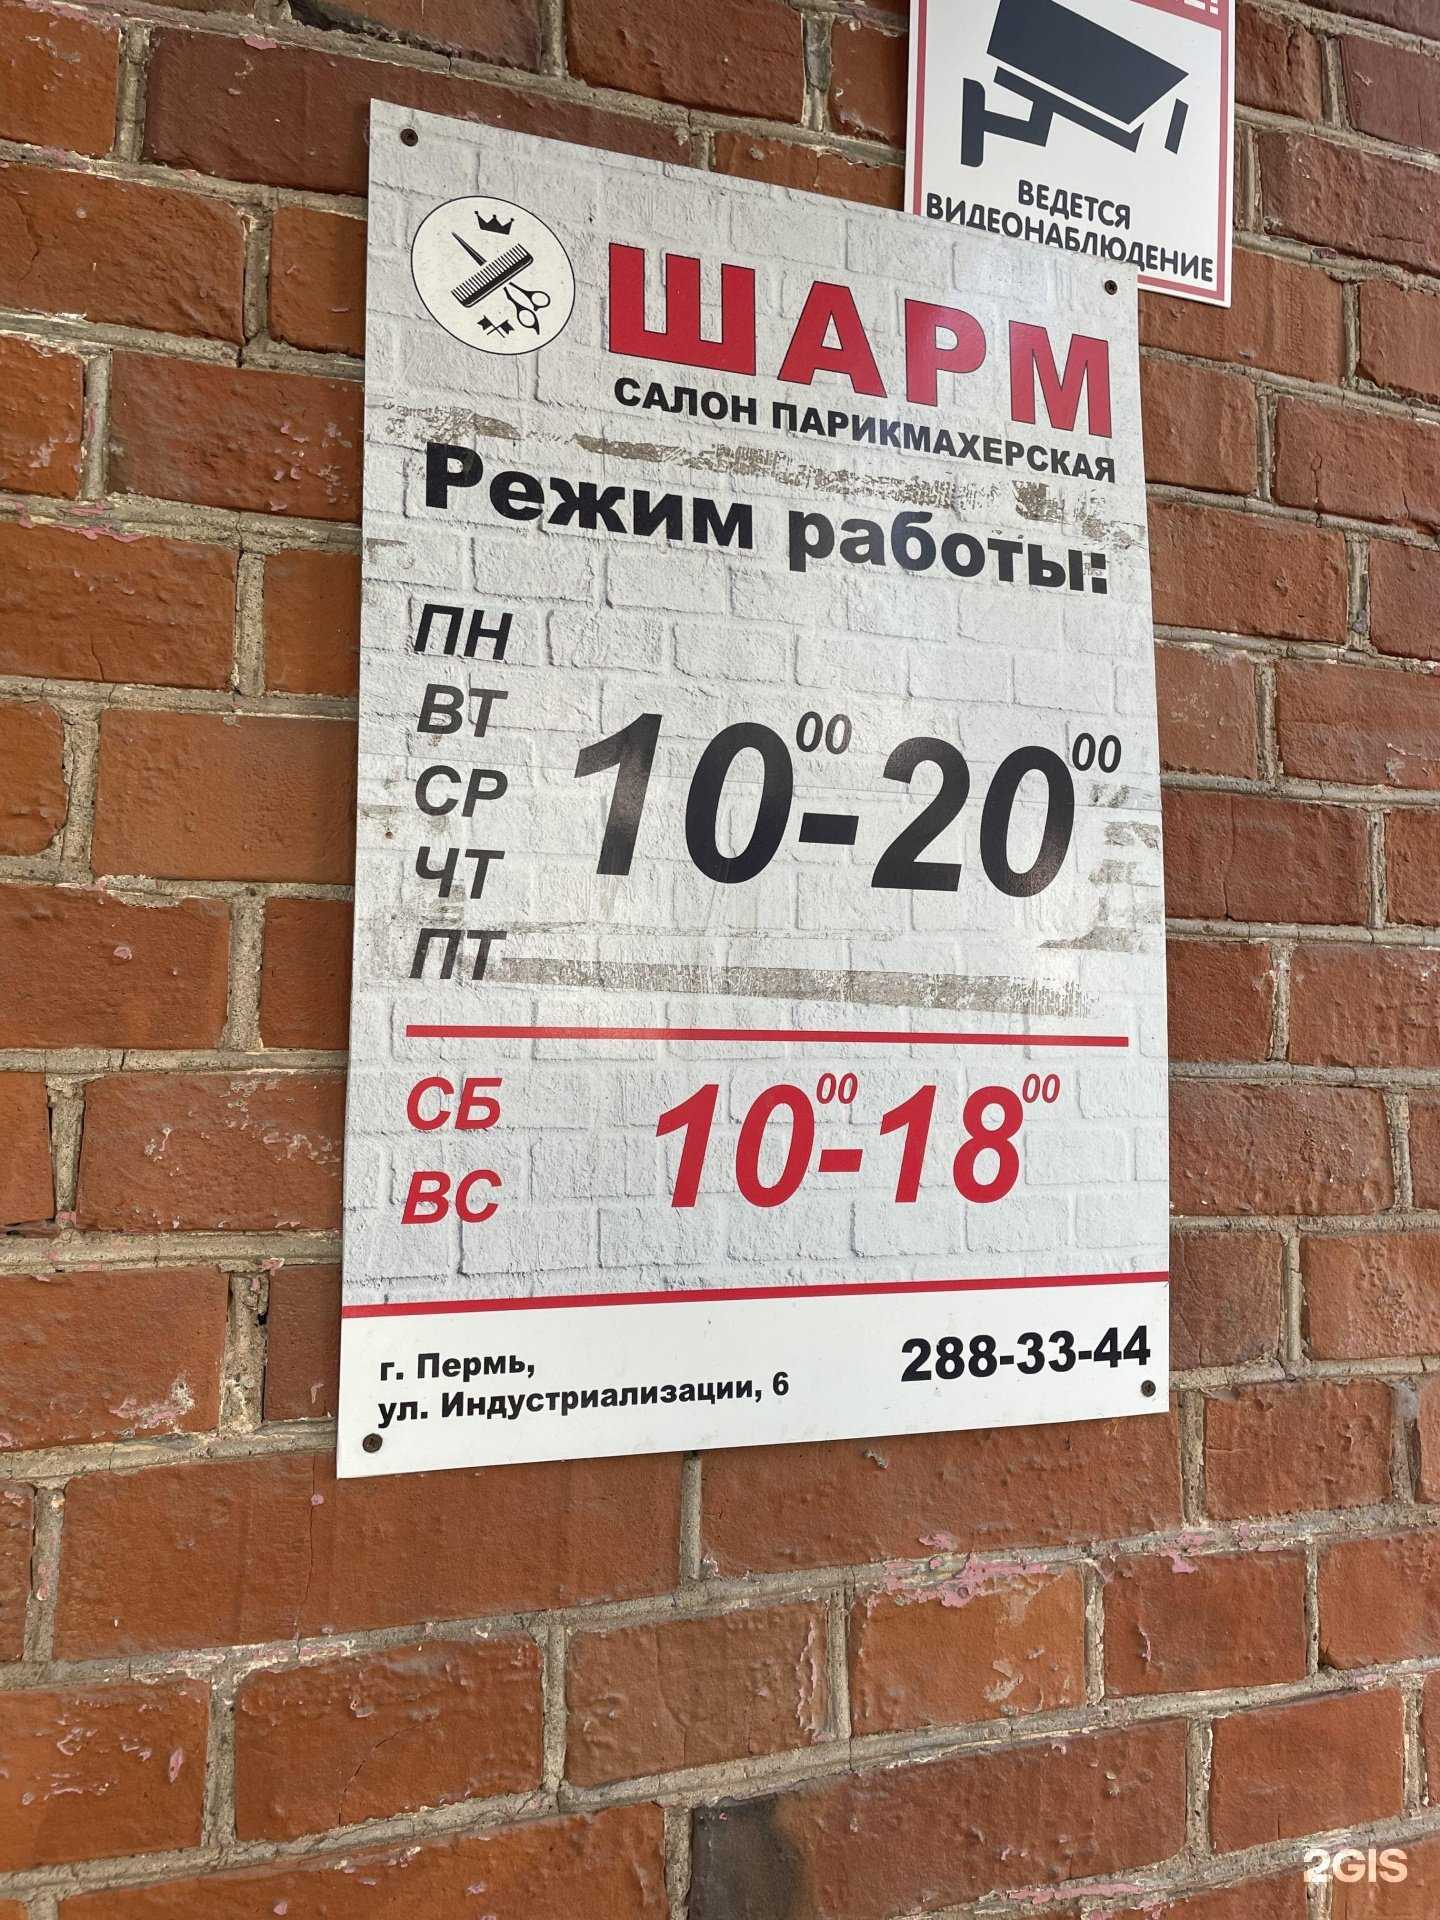 ВЕДЕТСЯ
ВИДЕОНАБЛЮДЕНИЕ
ШАРМ
САЛОН ПАРИКМАХЕРСКАЯ
Режим работы:
ПН
ВТ
СР
ЧТ
ПТ
10⁰⁰-20⁰⁰
СБ
ВС
10⁰⁰-18⁰⁰
г. Пермь,
ул. Индустриализации, 6
288-33-44
2GIS